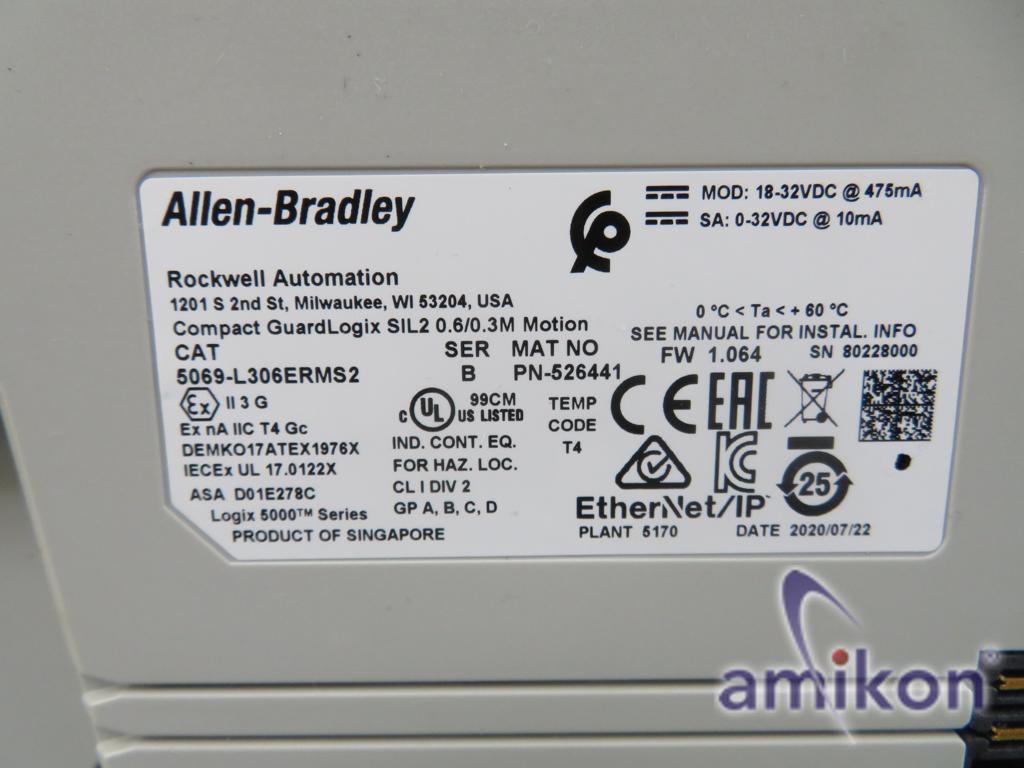 Allen-Bradley
MOD: 18-32VDC @ 475mA
SA: 0-32VDC @ 10mA
Rockwell Automation
1201 S 2nd St, Milwaukee, WI 53204, USA
Compact GuardLogix SIL2 0.6/0.3M Motion
0 °C < Ta < + 60 °C
SEE MANUAL FOR INSTAL. INFO
CAT SER MAT NO FW 1.064 SN 80228000
5069-L306ERMS2 B PN-526441
Ex II 3 G
Ex nA IIC T4 Gc
DEMKO17ATEX1976X
IECEx UL 17.0122X
ASA D01E278C
Logix 5000™ Series
PRODUCT OF SINGAPORE
c UL US LISTED
99CM
IND. CONT. EQ.
FOR HAZ. LOC.
CL I DIV 2
GP A, B, C, D
TEMP
CODE
T4
CE EAC
KC
25
EtherNet/IP
PLANT 5170 DATE 2020/07/22
amikon